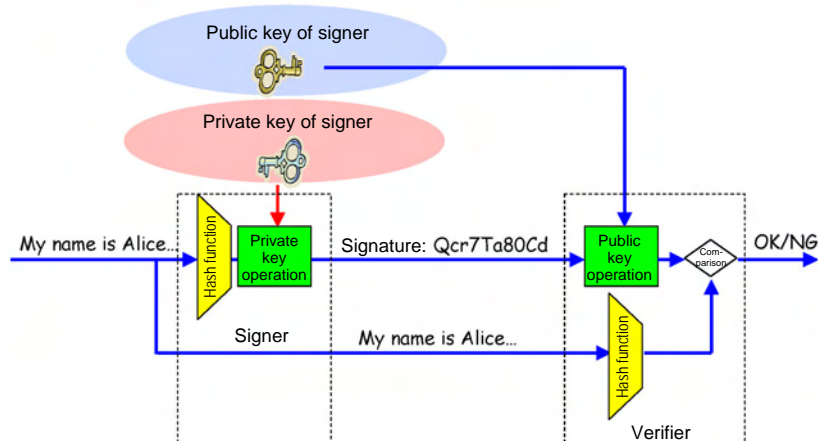 Public key of signer
Private key of signer
My name is Alice...
Hash function
Private
key
operation
Signature: Qcr7Ta80Cd
Public
key
operation
Com-
parison
OK/NG
Signer
My name is Alice...
Hash function
Verifier